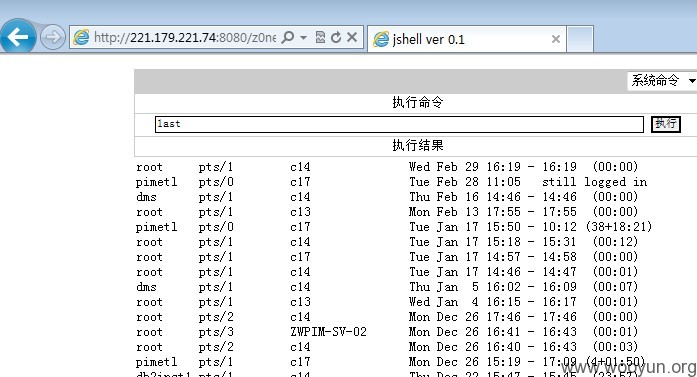 http://221.179.221.74:8080/z0ne
jshell ver 0.1
系统命令
执行命令
last 执行
执行结果
root pts/1 c14 Wed Feb 29 16:19 - 16:19 (00:00)
pimetl pts/0 c17 Tue Feb 28 11:05 still logged in
dms pts/1 c14 Thu Feb 16 14:46 - 14:46 (00:00)
root pts/1 c13 Mon Feb 13 17:55 - 17:55 (00:00)
pimetl pts/0 c17 Tue Jan 17 15:50 - 10:12 (38+18:21)
root pts/1 c14 Tue Jan 17 15:18 - 15:31 (00:12)
root pts/1 c17 Tue Jan 17 14:57 - 14:58 (00:00)
root pts/1 c14 Tue Jan 17 14:46 - 14:47 (00:01)
dms pts/1 c14 Thu Jan 5 16:02 - 16:09 (00:07)
root pts/1 c13 Wed Jan 4 16:15 - 16:17 (00:01)
root pts/2 c14 Mon Dec 26 17:46 - 17:46 (00:00)
root pts/3 ZWPIM-SV-02 Mon Dec 26 16:41 - 16:43 (00:01)
root pts/2 c14 Mon Dec 26 16:40 - 16:43 (00:03)
pimetl pts/1 c17 Mon Dec 26 15:19 - 17:09 (4+01:50)
db2inst1 pts/1 c14 Thu Dec 22 15:47 - 15:45 (23:57)
www.wooyun.org